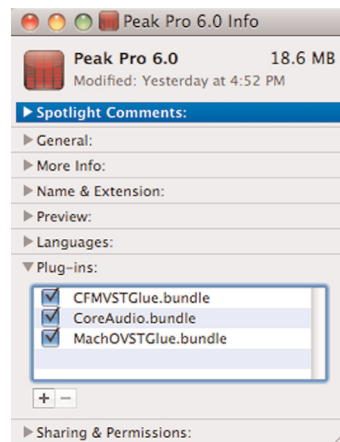 Peak Pro 6.0 Info
Peak Pro 6.0 18.6 MB
Modified: Yesterday at 4:52 PM
Spotlight Comments:
General:
More Info:
Name & Extension:
Preview:
Languages:
Plug-ins:
CFMVSTGlue.bundle
CoreAudio.bundle
MachOVSTGlue.bundle
Sharing & Permissions: